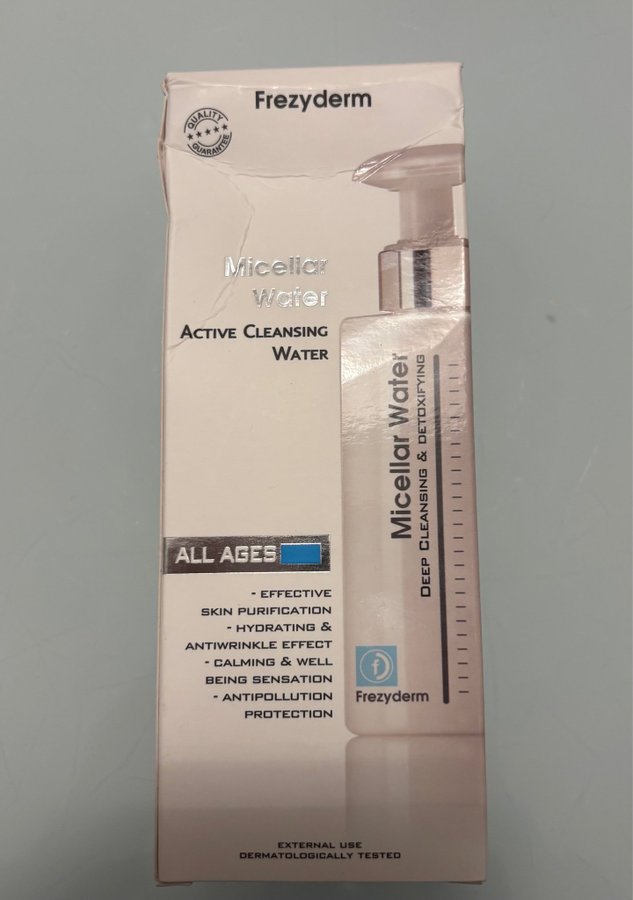 Frezyderm
QUALITY
GUARANTEE
Micellar
Water
ACTIVE CLEANSING
WATER
Micellar Water
DEEP CLEANSING & DETOXIFYING
ALL AGES
- EFFECTIVE
SKIN PURIFICATION
- HYDRATING &
ANTIWRINKLE EFFECT
- CALMING & WELL
BEING SENSATION
- ANTIPOLLUTION
PROTECTION
f
Frezyderm
EXTERNAL USE
DERMATOLOGICALLY TESTED